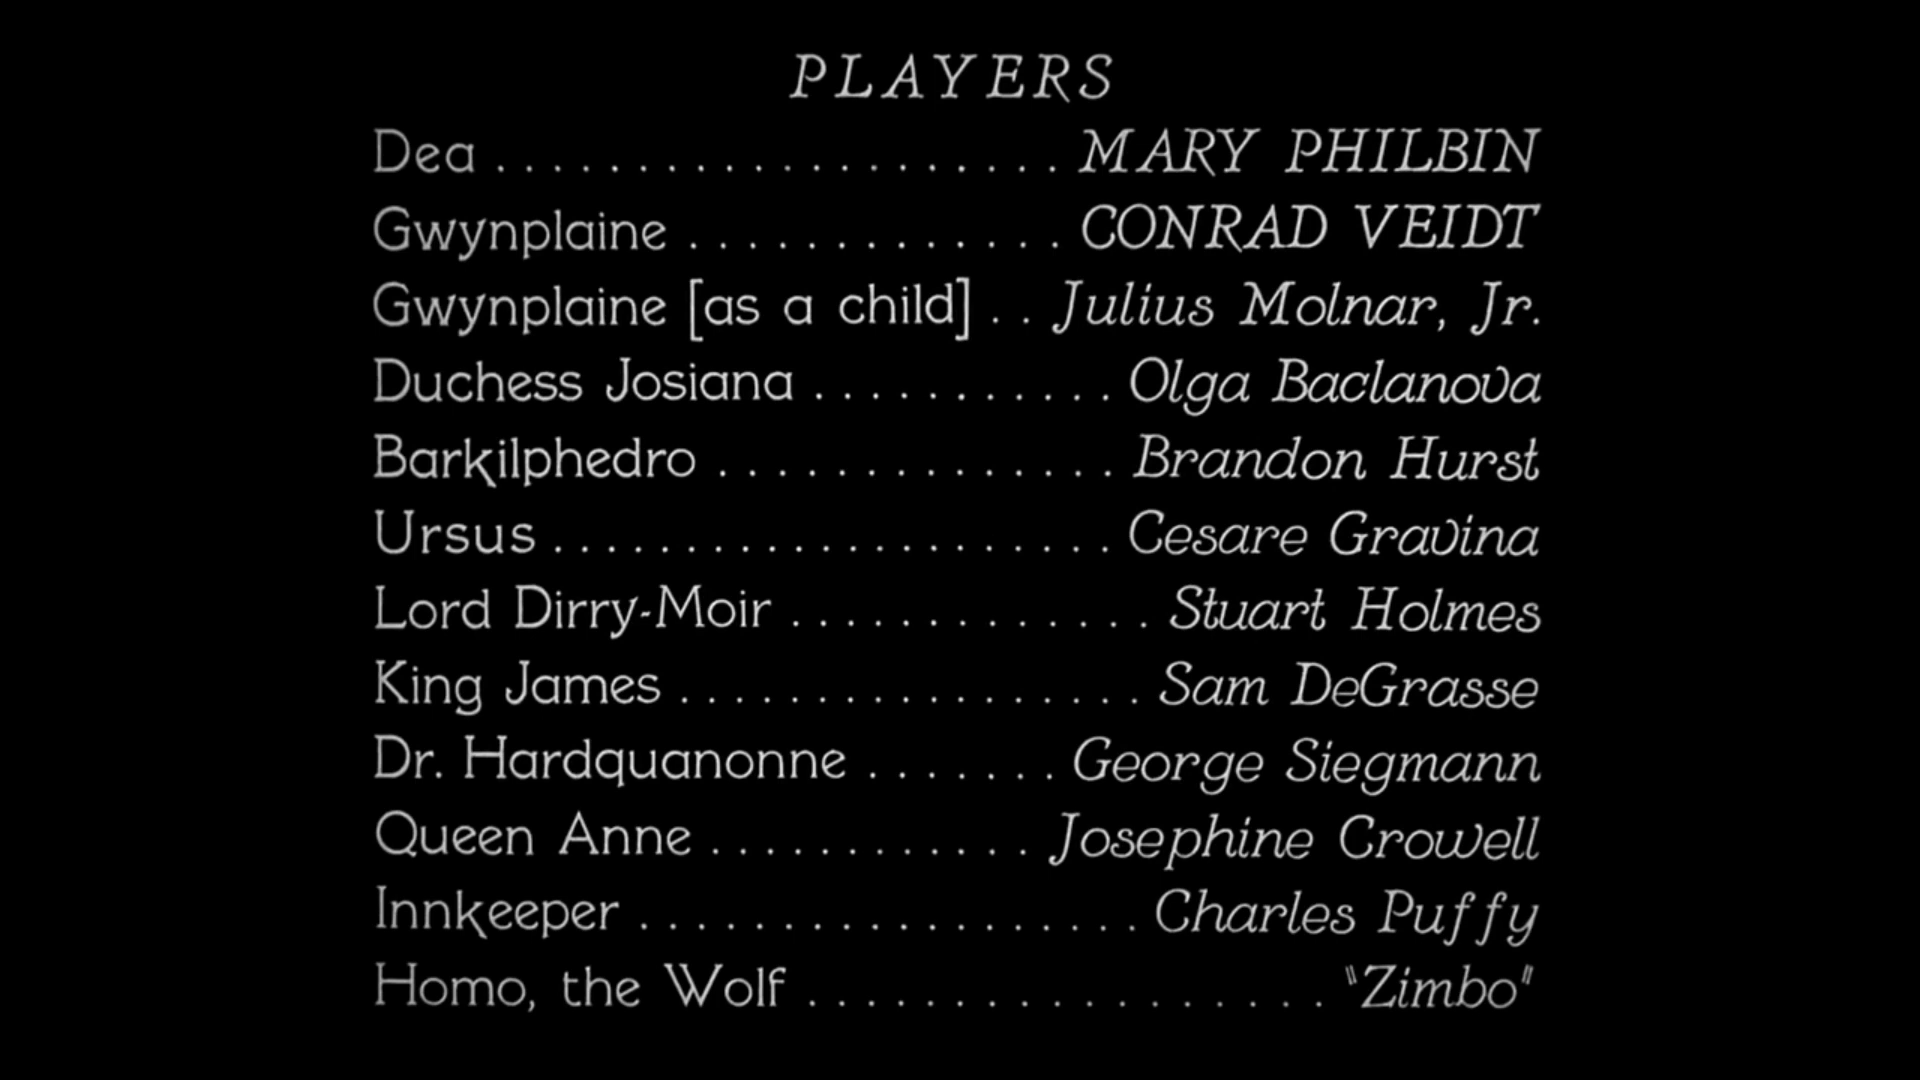 PLAYERS
Dea . . . . . . . . . . . . . . . . . . . . MARY PHILBIN
Gwynplaine . . . . . . . . . . . . . CONRAD VEIDT
Gwynplaine [as a child] . . Julius Molnar, Jr.
Duchess Josiana . . . . . . . . . . . Olga Baclanova
Barkilphedro . . . . . . . . . . . . . . Brandon Hurst
Ursus . . . . . . . . . . . . . . . . . . . . . Cesare Gravina
Lord Dirry-Moir . . . . . . . . . . . . . Stuart Holmes
King James . . . . . . . . . . . . . . . . . Sam DeGrasse
Dr. Hardquanonne . . . . . . . George Siegmann
Queen Anne . . . . . . . . . . . . Josephine Crowell
Innkeeper . . . . . . . . . . . . . . . . . Charles Puffy
Homo, the Wolf . . . . . . . . . . . . . . . . . "Zimbo"